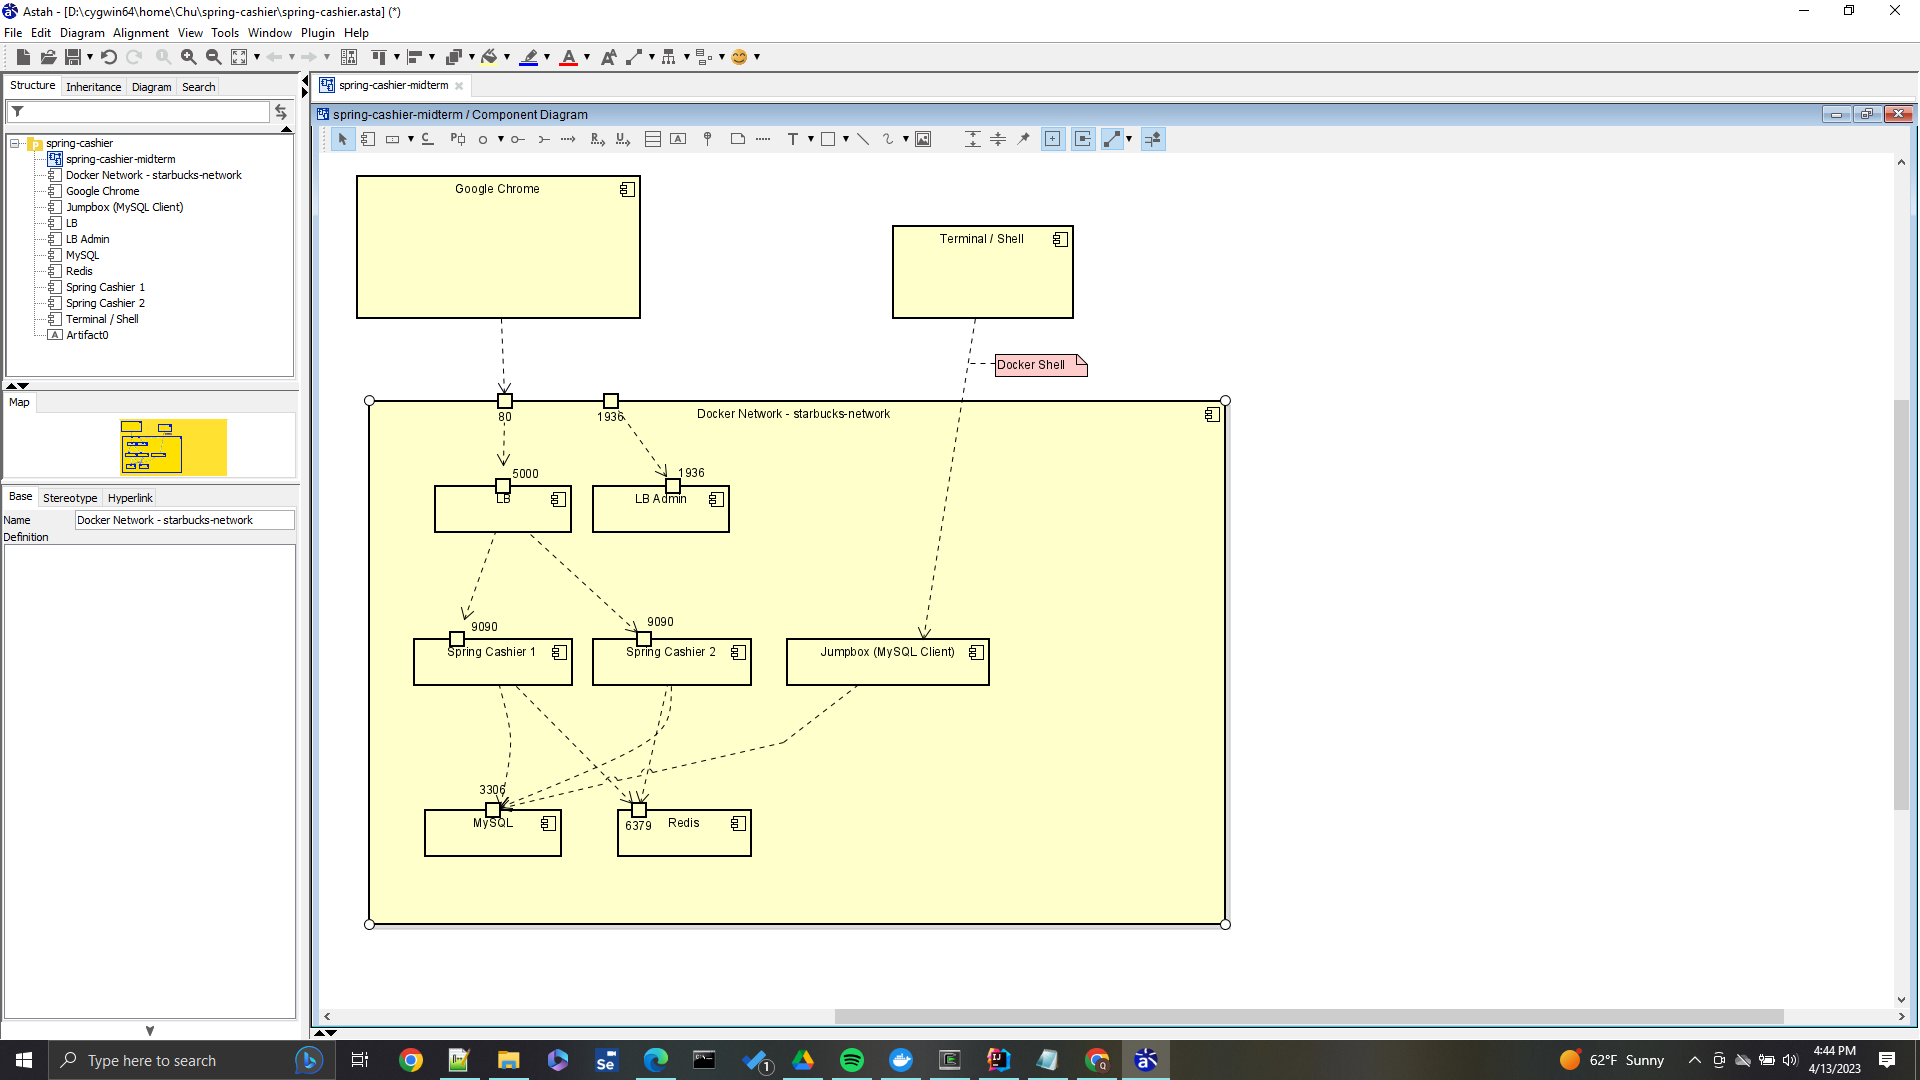 Astah - [D:\cygwin64\home\Chu\spring-cashier\spring-cashier.asta] (*)
File Edit Diagram Alignment View Tools Window Plugin Help
Structure Inheritance Diagram Search
spring-cashier
spring-cashier-midterm
Docker Network - starbucks-network
Google Chrome
Jumpbox (MySQL Client)
LB
LB Admin
MySQL
Redis
Spring Cashier 1
Spring Cashier 2
Terminal / Shell
Artifact0
Map
Base Stereotype Hyperlink
Name Docker Network - starbucks-network
Definition
spring-cashier-midterm
spring-cashier-midterm / Component Diagram
Google Chrome
Terminal / Shell
Docker Shell
80
1936
Docker Network - starbucks-network
5000
1936
LB
LB Admin
9090
9090
Spring Cashier 1
Spring Cashier 2
Jumpbox (MySQL Client)
3306
MySQL
6379
Redis
Type here to search
62°F Sunny
4:44 PM
4/13/2023